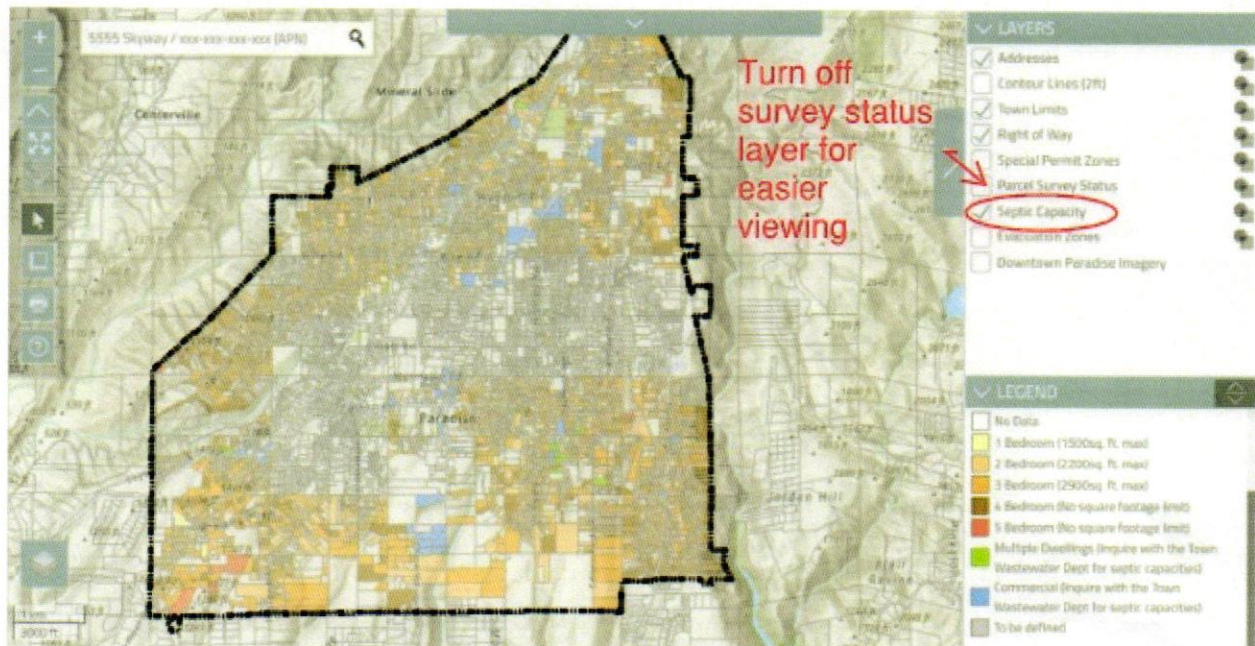 5555 Skyway / xxx-xxx-xxx-xxx (APN)
Turn off
survey status
layer for
easier
viewing
Centerville
Mineral Slide
Paradise
Jordan Hill
3000 ft
LAYERS
Addresses
Contour Lines (2ft)
Town Limits
Right of Way
Special Permit Zones
Parcel Survey Status
Septic Capacity
Evacuation Zones
Downtown Paradise Imagery
LEGEND
No Data
1 Bedroom (1500sq. ft. max)
2 Bedroom (2200sq. ft. max)
3 Bedroom (2900sq. ft. max)
4 Bedroom (No square footage limit)
5 Bedroom (No square footage limit)
Multiple Dwellings (Inquire with the Town
Wastewater Dept for septic capacities)
Commercial (Inquire with the Town
Wastewater Dept for septic capacities)
To be defined